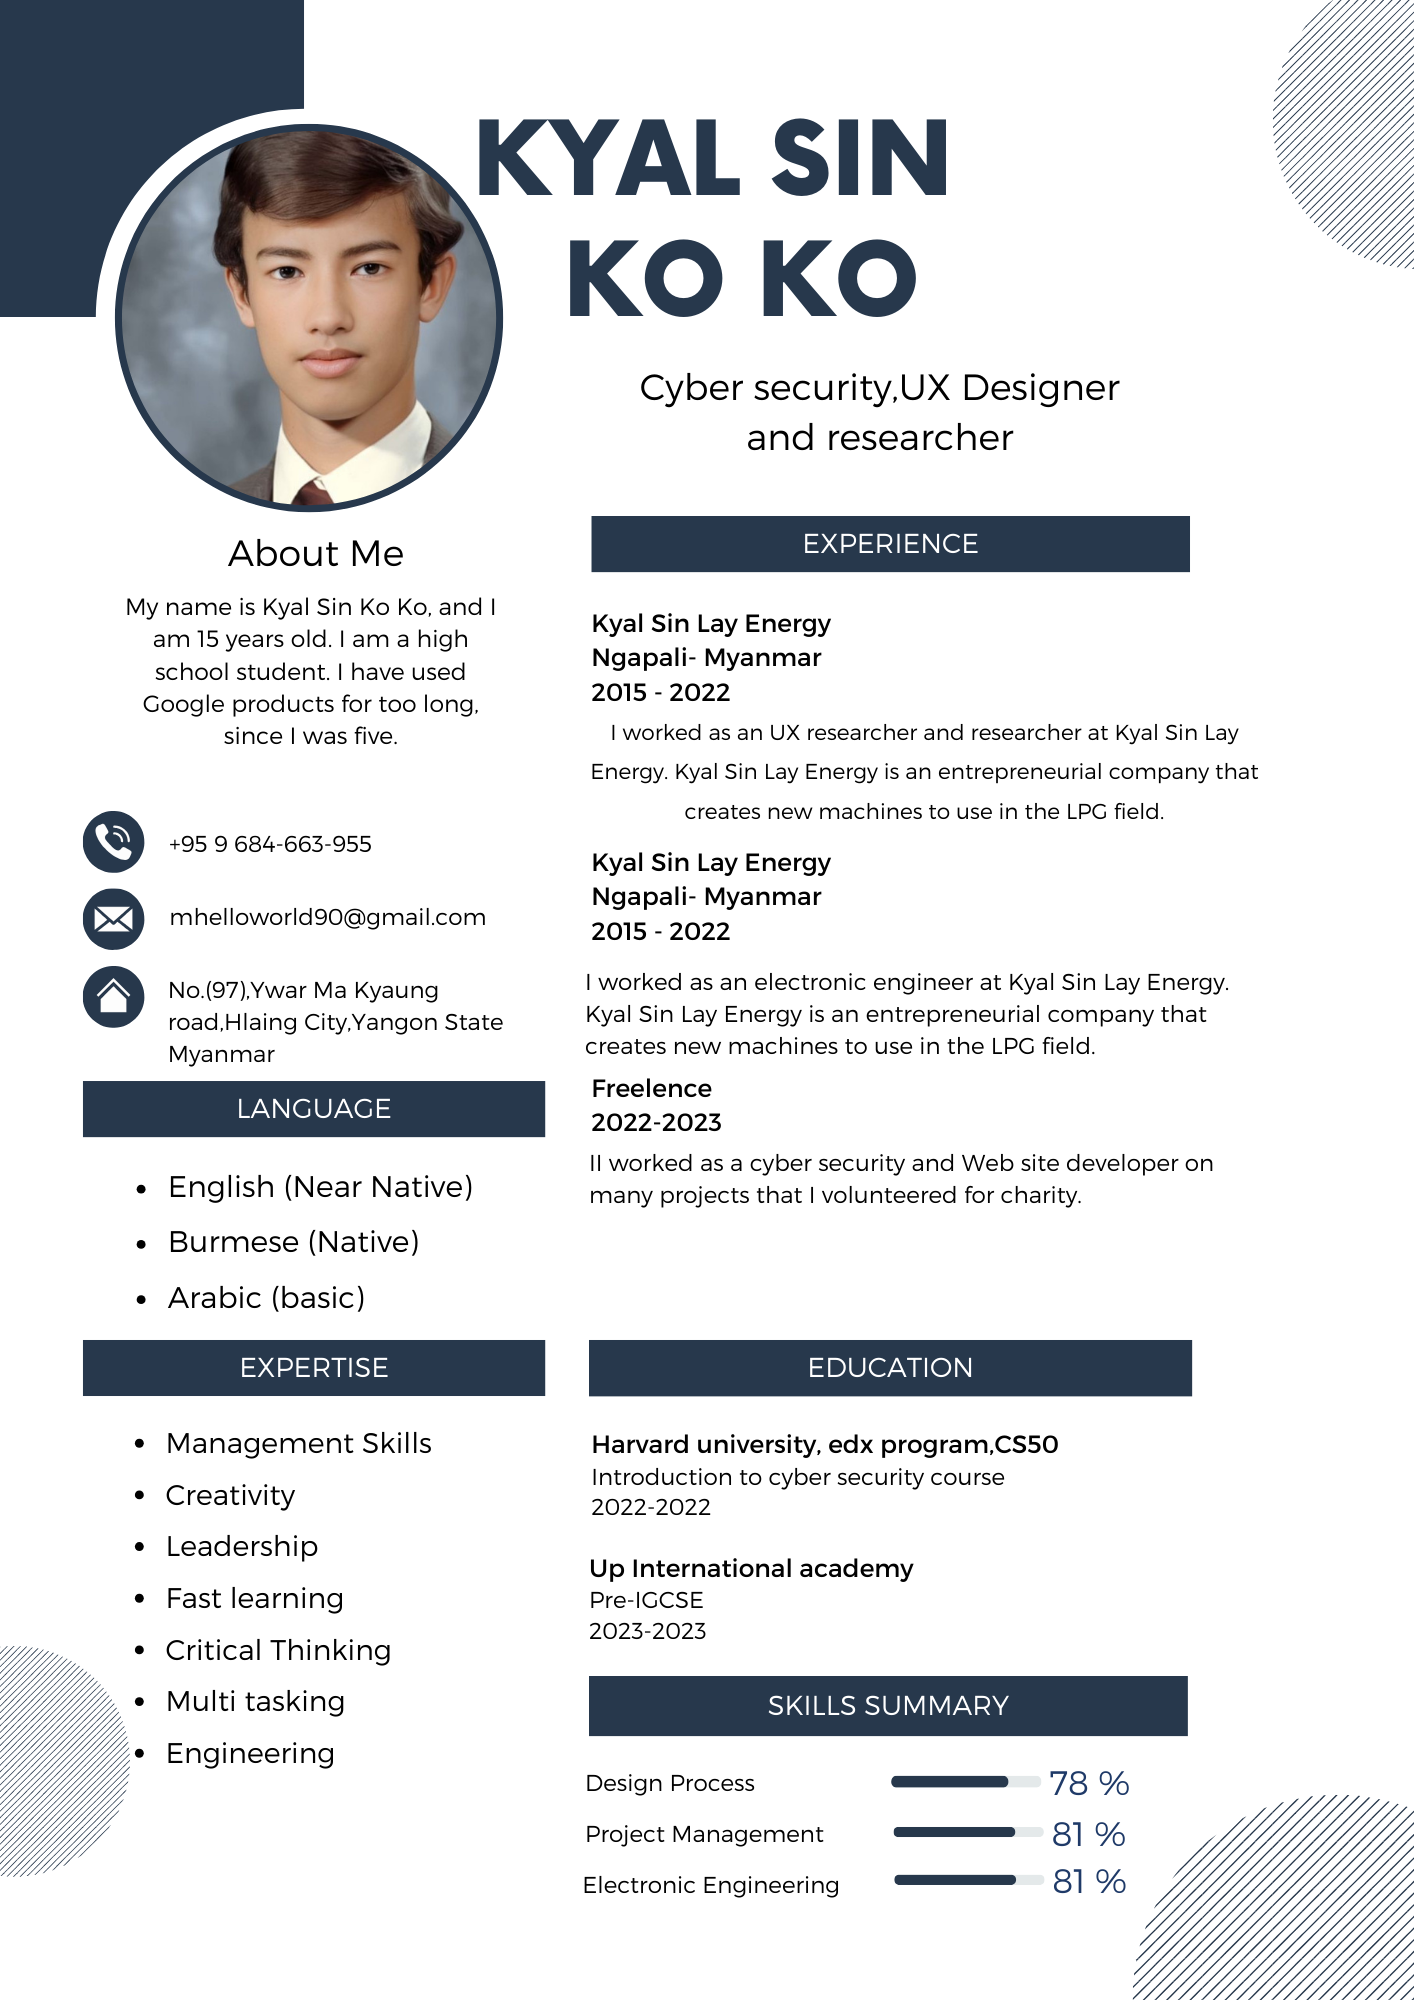 KYAL SIN
KO KO
Cyber security,UX Designer
and researcher
About Me
My name is Kyal Sin Ko Ko, and I
am 15 years old. I am a high
school student. I have used
Google products for too long,
since I was five.
+95 9 684-663-955
mhelloworld90@gmail.com
No.(97),Ywar Ma Kyaung
road,Hlaing City,Yangon State
Myanmar
LANGUAGE
• English (Near Native)
• Burmese (Native)
• Arabic (basic)
EXPERTISE
• Management Skills
• Creativity
• Leadership
• Fast learning
• Critical Thinking
• Multi tasking
• Engineering
EXPERIENCE
Kyal Sin Lay Energy
Ngapali- Myanmar
2015 - 2022
I worked as an UX researcher and researcher at Kyal Sin Lay
Energy. Kyal Sin Lay Energy is an entrepreneurial company that
creates new machines to use in the LPG field.
Kyal Sin Lay Energy
Ngapali- Myanmar
2015 - 2022
I worked as an electronic engineer at Kyal Sin Lay Energy.
Kyal Sin Lay Energy is an entrepreneurial company that
creates new machines to use in the LPG field.
Freelence
2022-2023
II worked as a cyber security and Web site developer on
many projects that I volunteered for charity.
EDUCATION
Harvard university, edx program,CS50
Introduction to cyber security course
2022-2022
Up International academy
Pre-IGCSE
2023-2023
SKILLS SUMMARY
Design Process 78 %
Project Management 81 %
Electronic Engineering 81 %